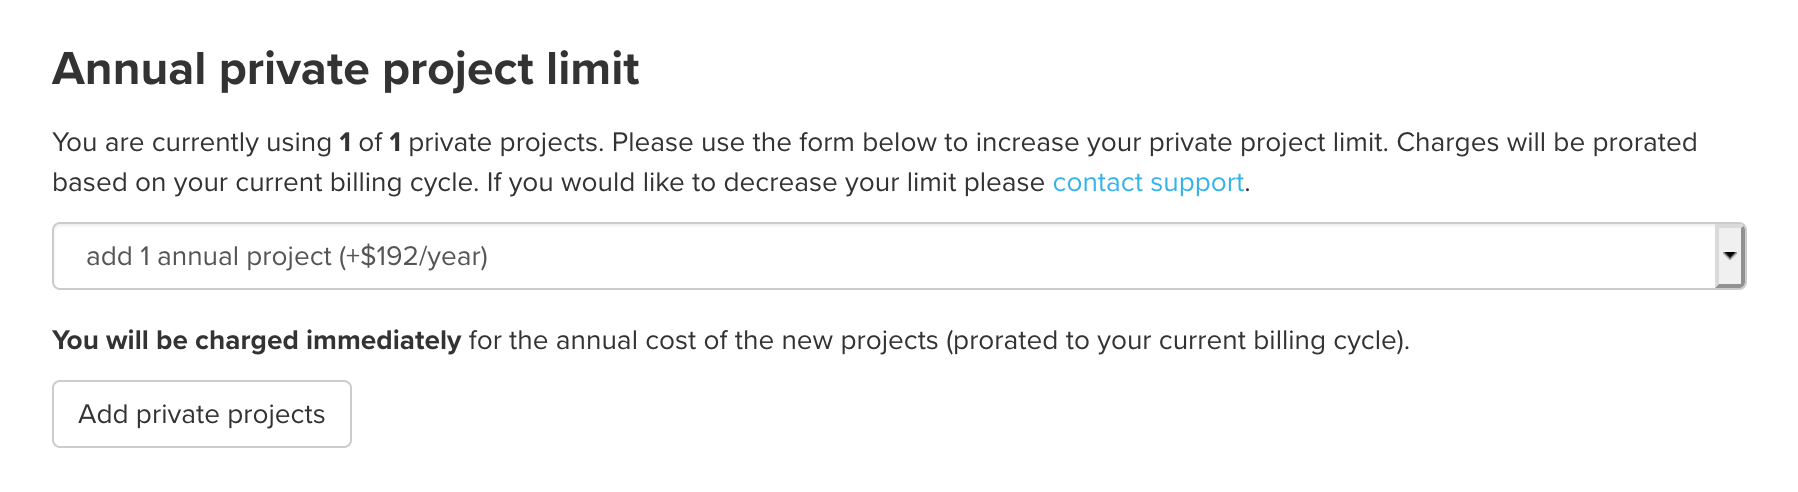 Annual private project limit
You are currently using 1 of 1 private projects. Please use the form below to increase your private project limit. Charges will be prorated
based on your current billing cycle. If you would like to decrease your limit please contact support.
add 1 annual project (+$192/year)
You will be charged immediately for the annual cost of the new projects (prorated to your current billing cycle).
Add private projects